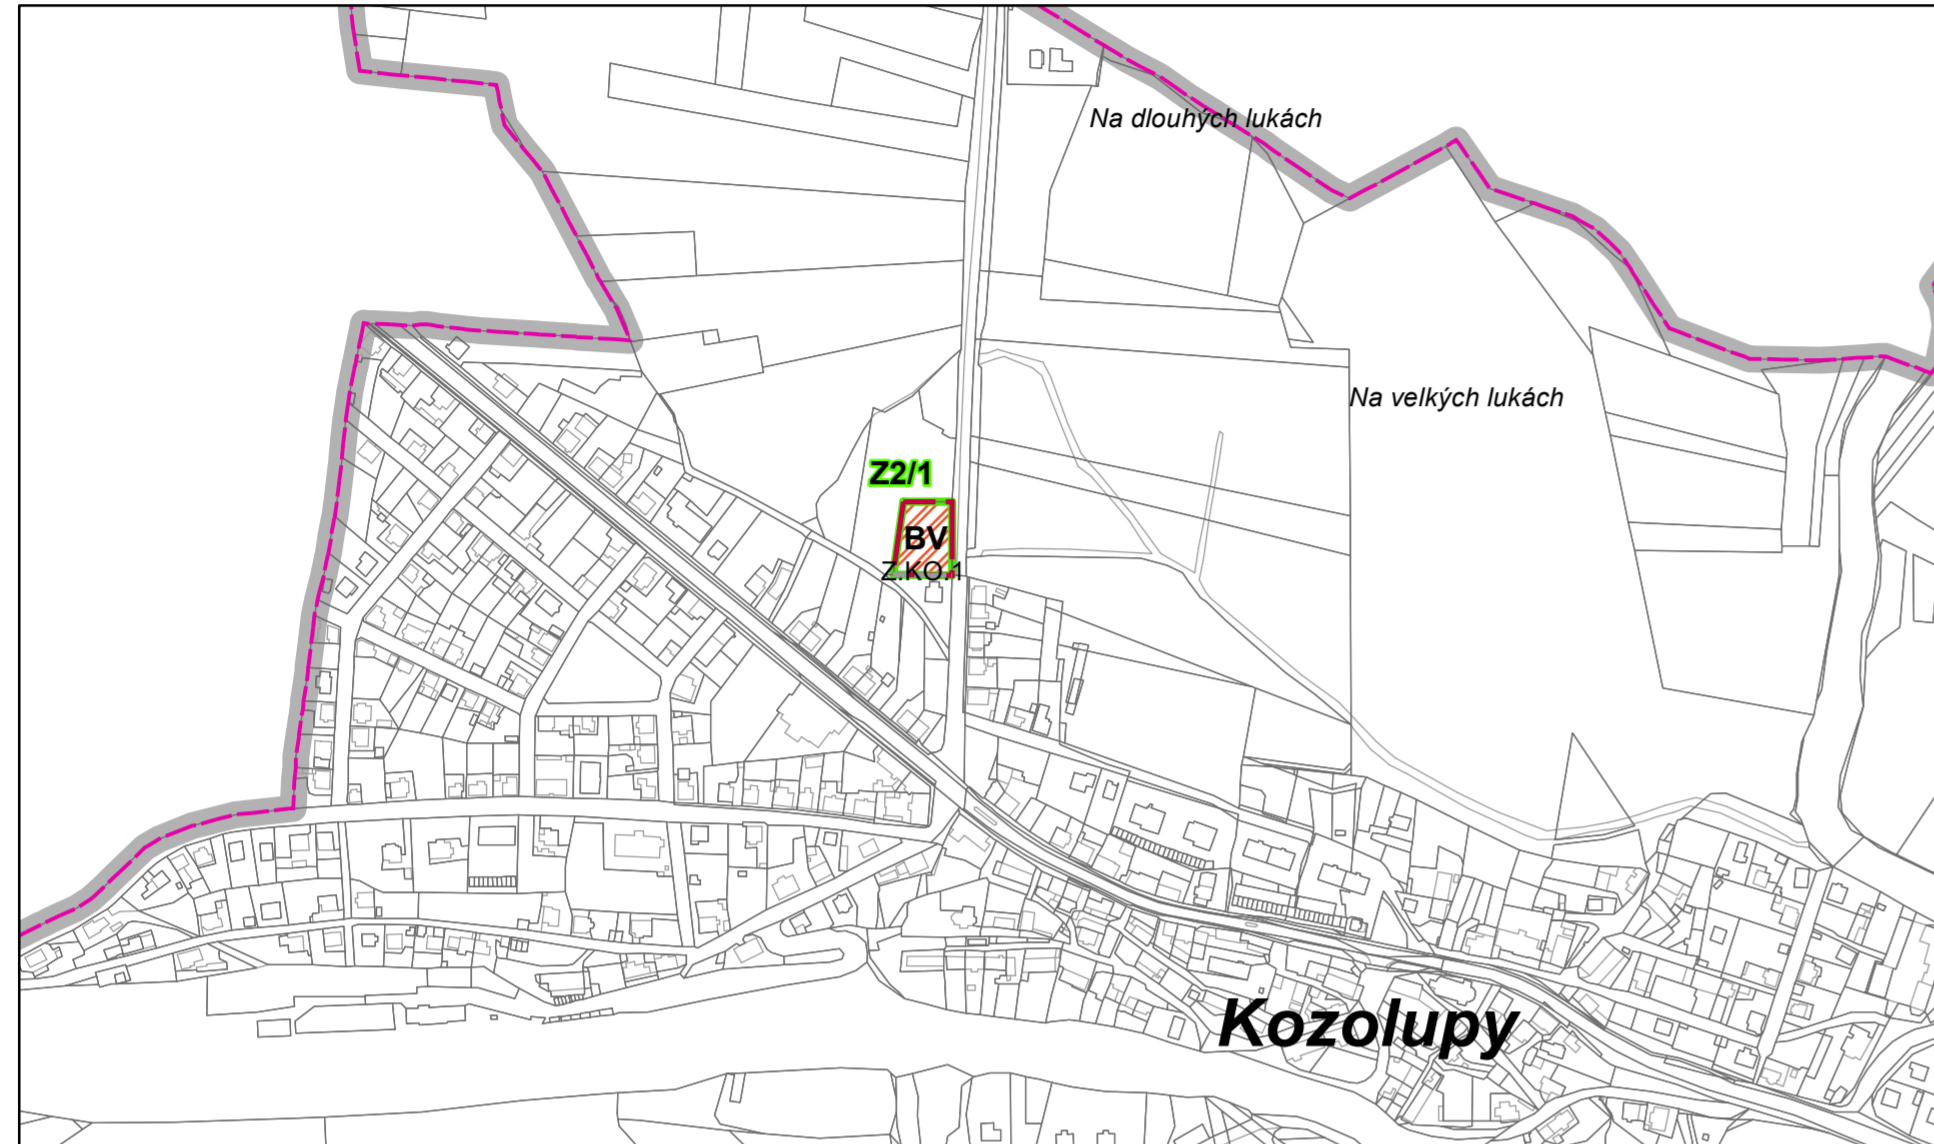 Na dlouhých lukách
Na velkých lukách
Z2/1
BV
Z.KO.1
Kozolupy